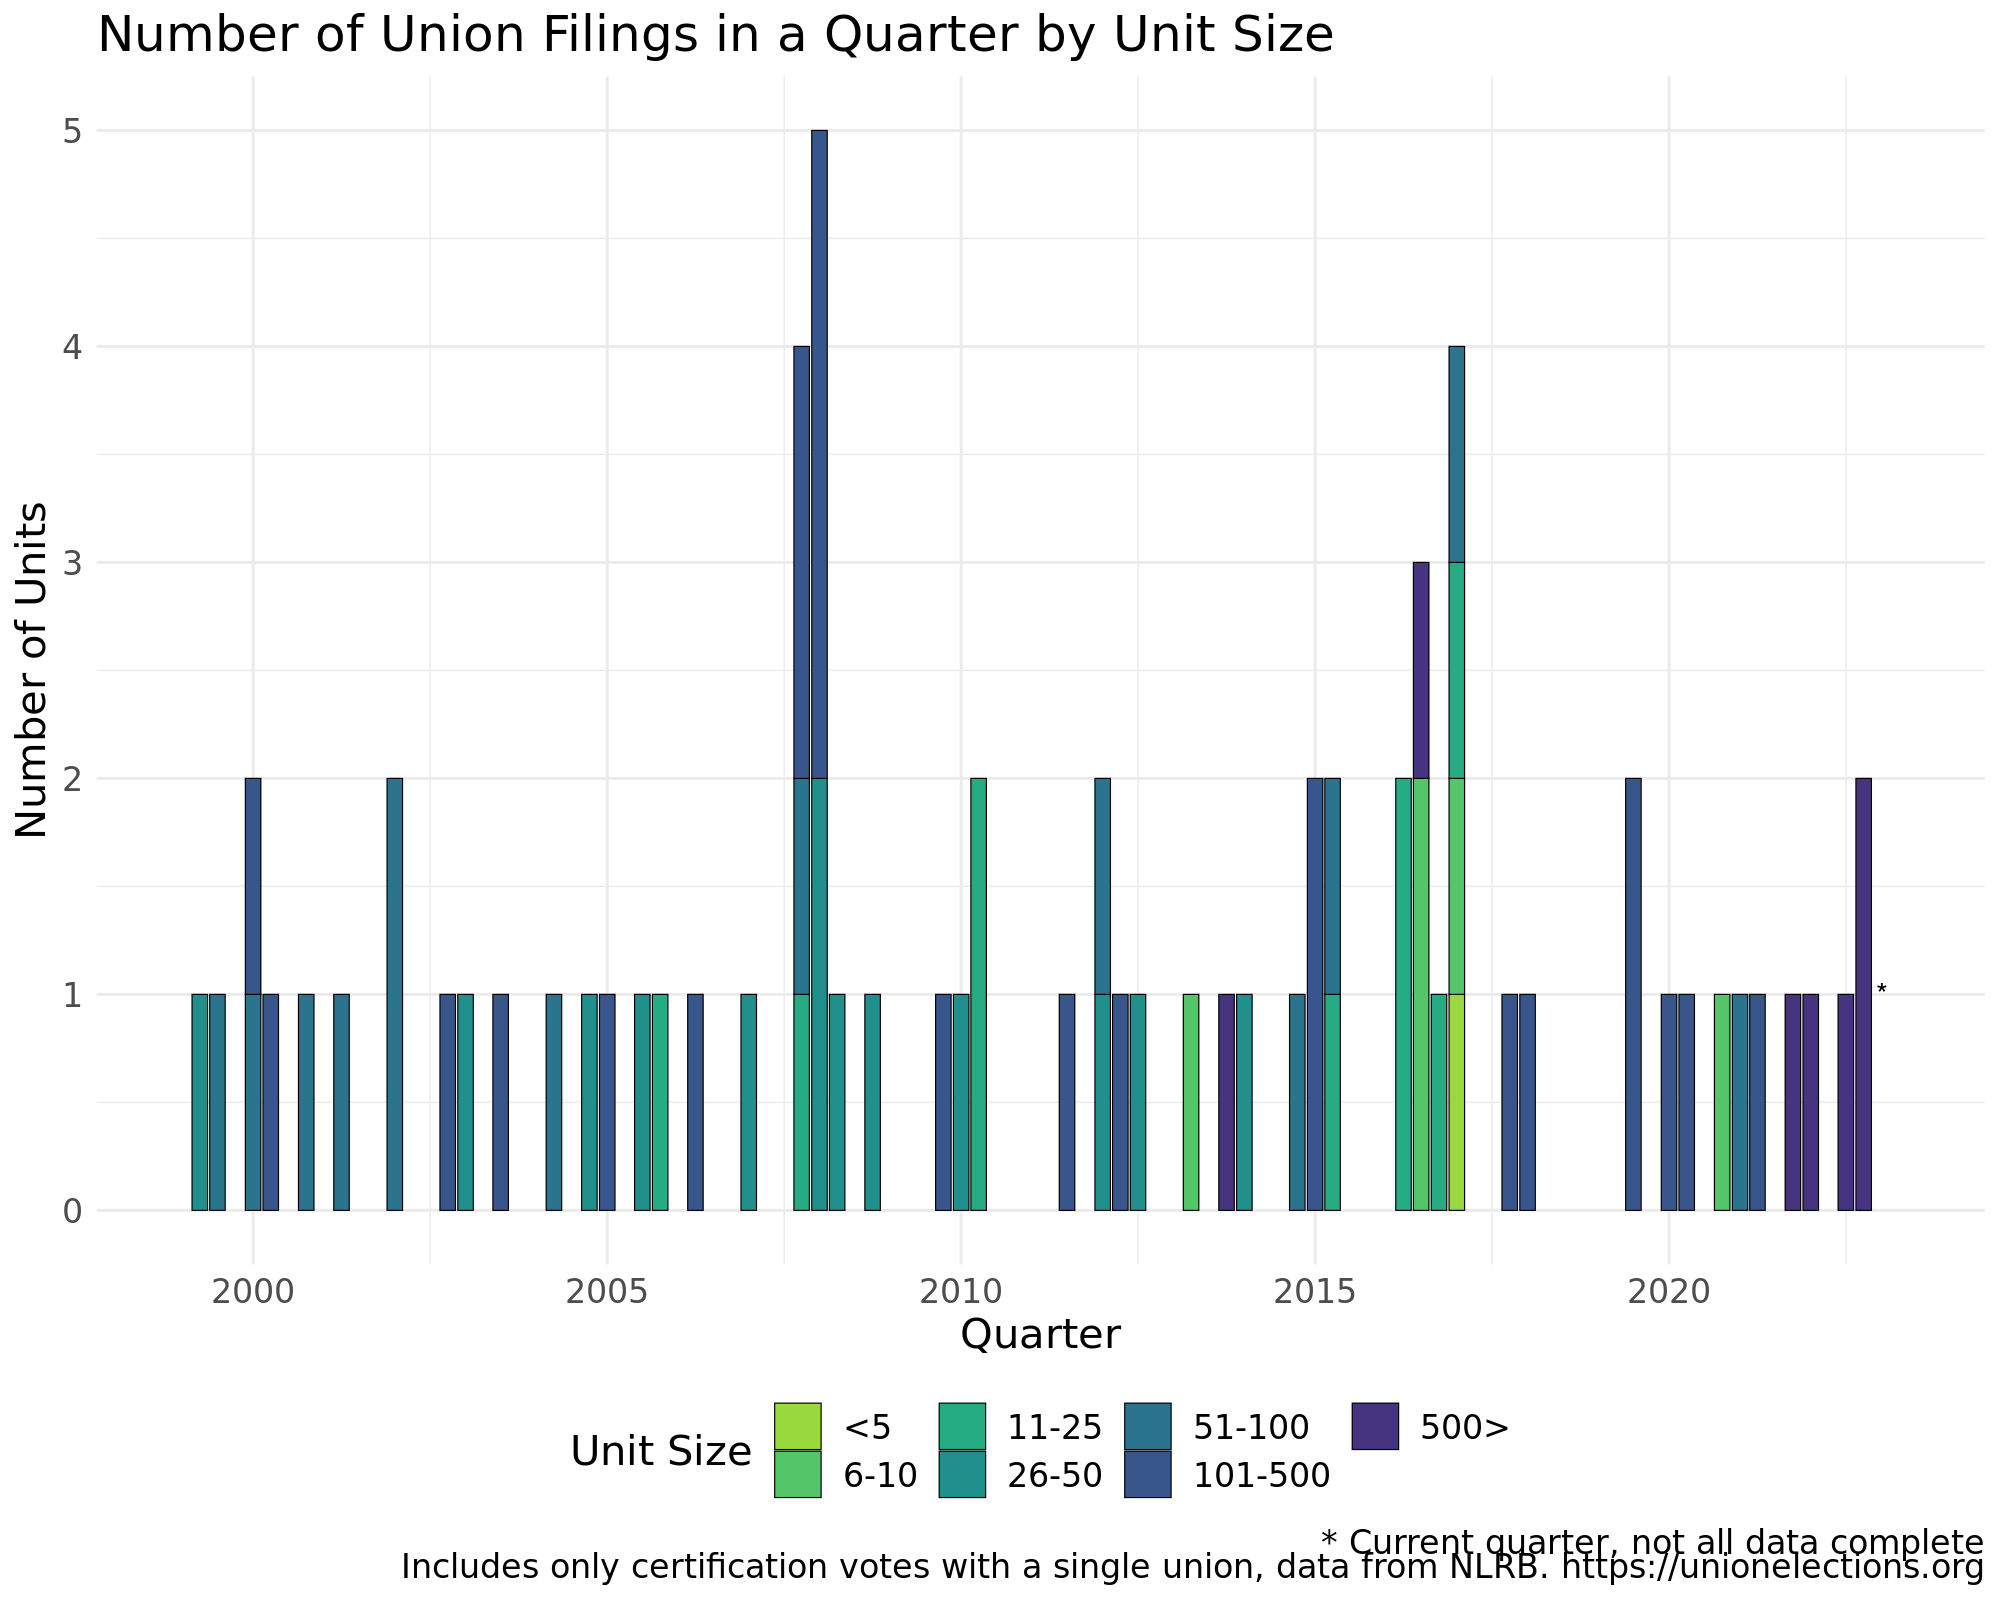 Number of Union Filings in a Quarter by Unit Size
5
4
3
2
1
0
Number of Units
*
2000 2005 2010 2015 2020
Quarter
Unit Size
<5 11-25 51-100 500>
6-10 26-50 101-500
* Current quarter, not all data complete
Includes only certification votes with a single union, data from NLRB. https://unionelections.org